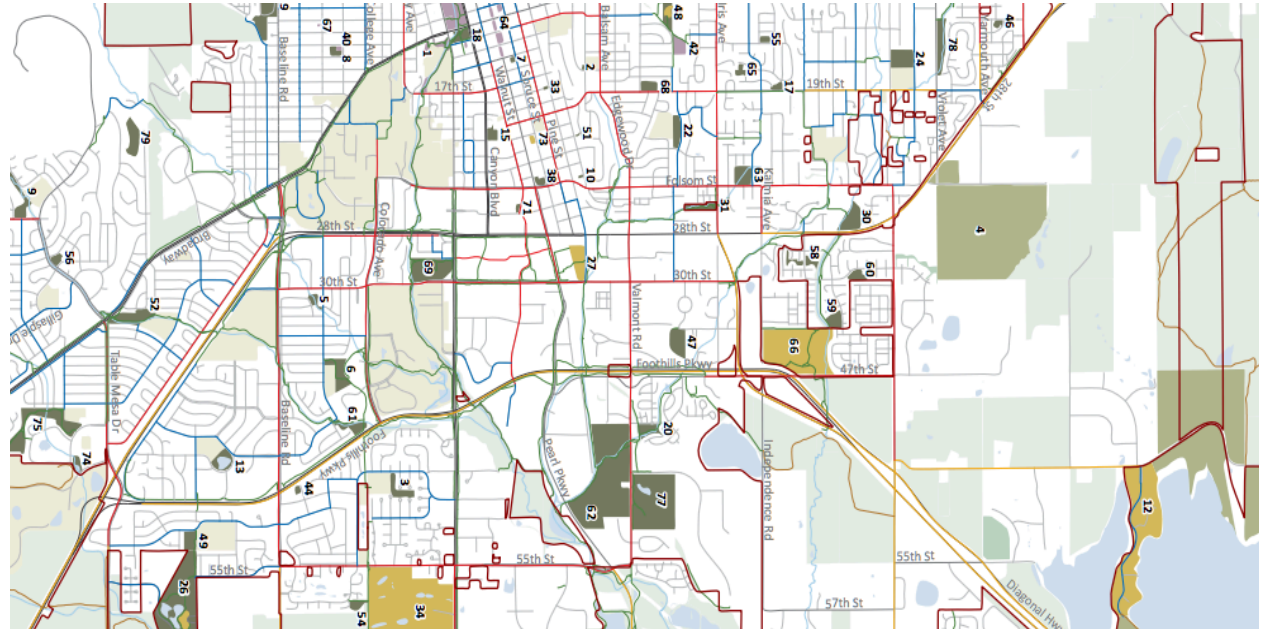 9
67
40
8
College Ave
1
18
64
7
Balsam Ave
2
48
42
Iris Ave
55
65
17
19th St
24
78
Yarmouth Ave
46
28th St
Baseline Rd
17th St
Walnut St
Spruce St
33
Pine St
68
Edgewood Dr
51
22
Violet Ave
79
15
73
38
10
Canyon Blvd
71
Folsom St
63
Kalmia Ave
31
30
4
9
56
Broadway
28th St
Colorado Ave
69
27
28th St
58
60
30th St
30th St
59
52
Gillaspie Dr
5
Valmont Rd
47
66
Table Mesa Dr
6
Foothills Pkwy
47th St
75
74
13
Baseline Rd
61
Foothills Pkwy
20
44
3
Pearl Pkwy
62
77
Independence Rd
12
49
55th St
26
54
34
55th St
55th St
57th St
Diagonal Hwy